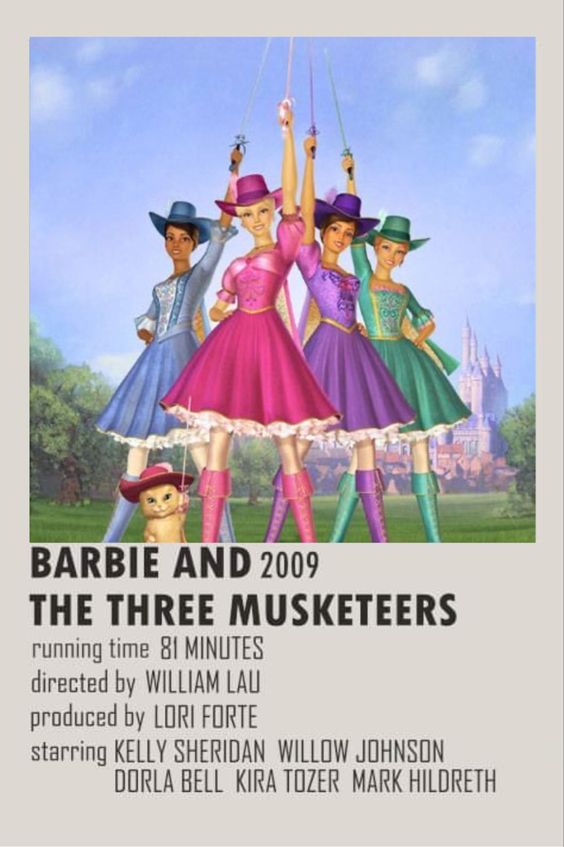 BARBIE AND 2009
THE THREE MUSKETEERS
running time 81 MINUTES
directed by WILLIAM LAU
produced by LORI FORTE
starring KELLY SHERIDAN WILLOW JOHNSON
DORLA BELL KIRA TOZER MARK HILDRETH